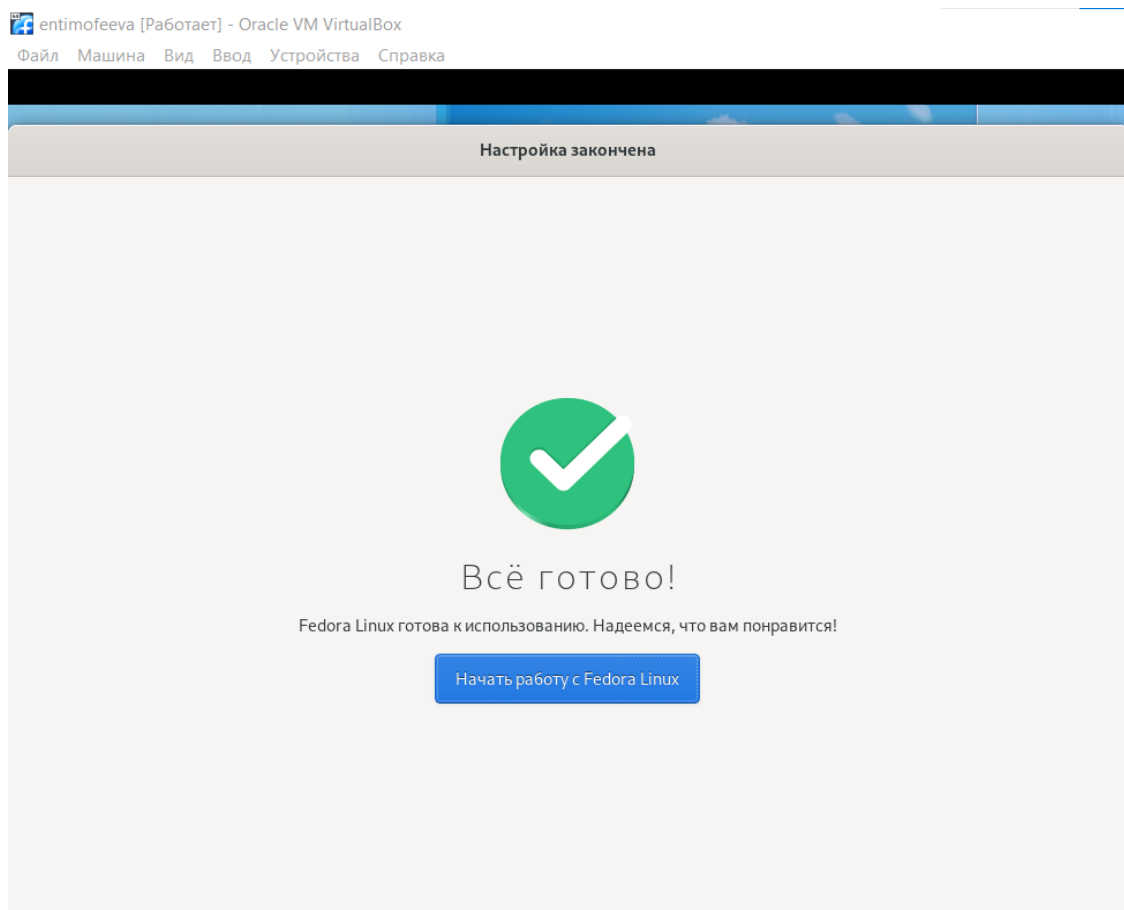 entimofeeva [Работает] - Oracle VM VirtualBox
Файл Машина Вид Ввод Устройства Справка
Настройка закончена
Всё готово!
Fedora Linux готова к использованию. Надеемся, что вам понравится!
Начать работу с Fedora Linux